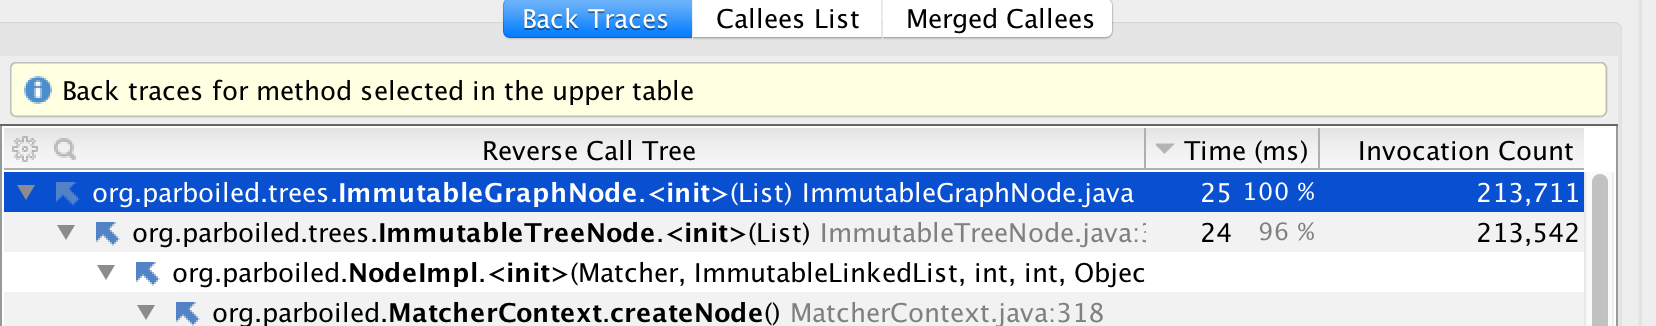 Back Traces Callees List Merged Callees
Back traces for method selected in the upper table
Reverse Call Tree Time (ms) Invocation Count
org.parboiled.trees.ImmutableGraphNode.<init>(List) ImmutableGraphNode.java 25 100 % 213,711
org.parboiled.trees.ImmutableTreeNode.<init>(List) ImmutableTreeNode.java:3 24 96 % 213,542
org.parboiled.NodeImpl.<init>(Matcher, ImmutableLinkedList, int, int, Objec
org.parboiled.MatcherContext.createNode() MatcherContext.java:318